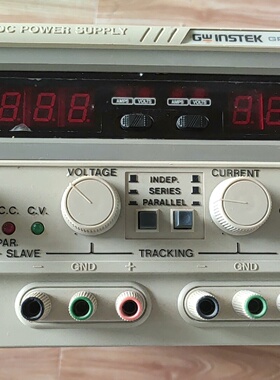 DC POWER SUPPLY
GW INSTEK
AMPS VOLTS
AMPS VOLTS
VOLTAGE
INDEP.
SERIES
PARALLEL
CURRENT
C.C. C.V.
PAR.
SLAVE
TRACKING
- GND +
- GND